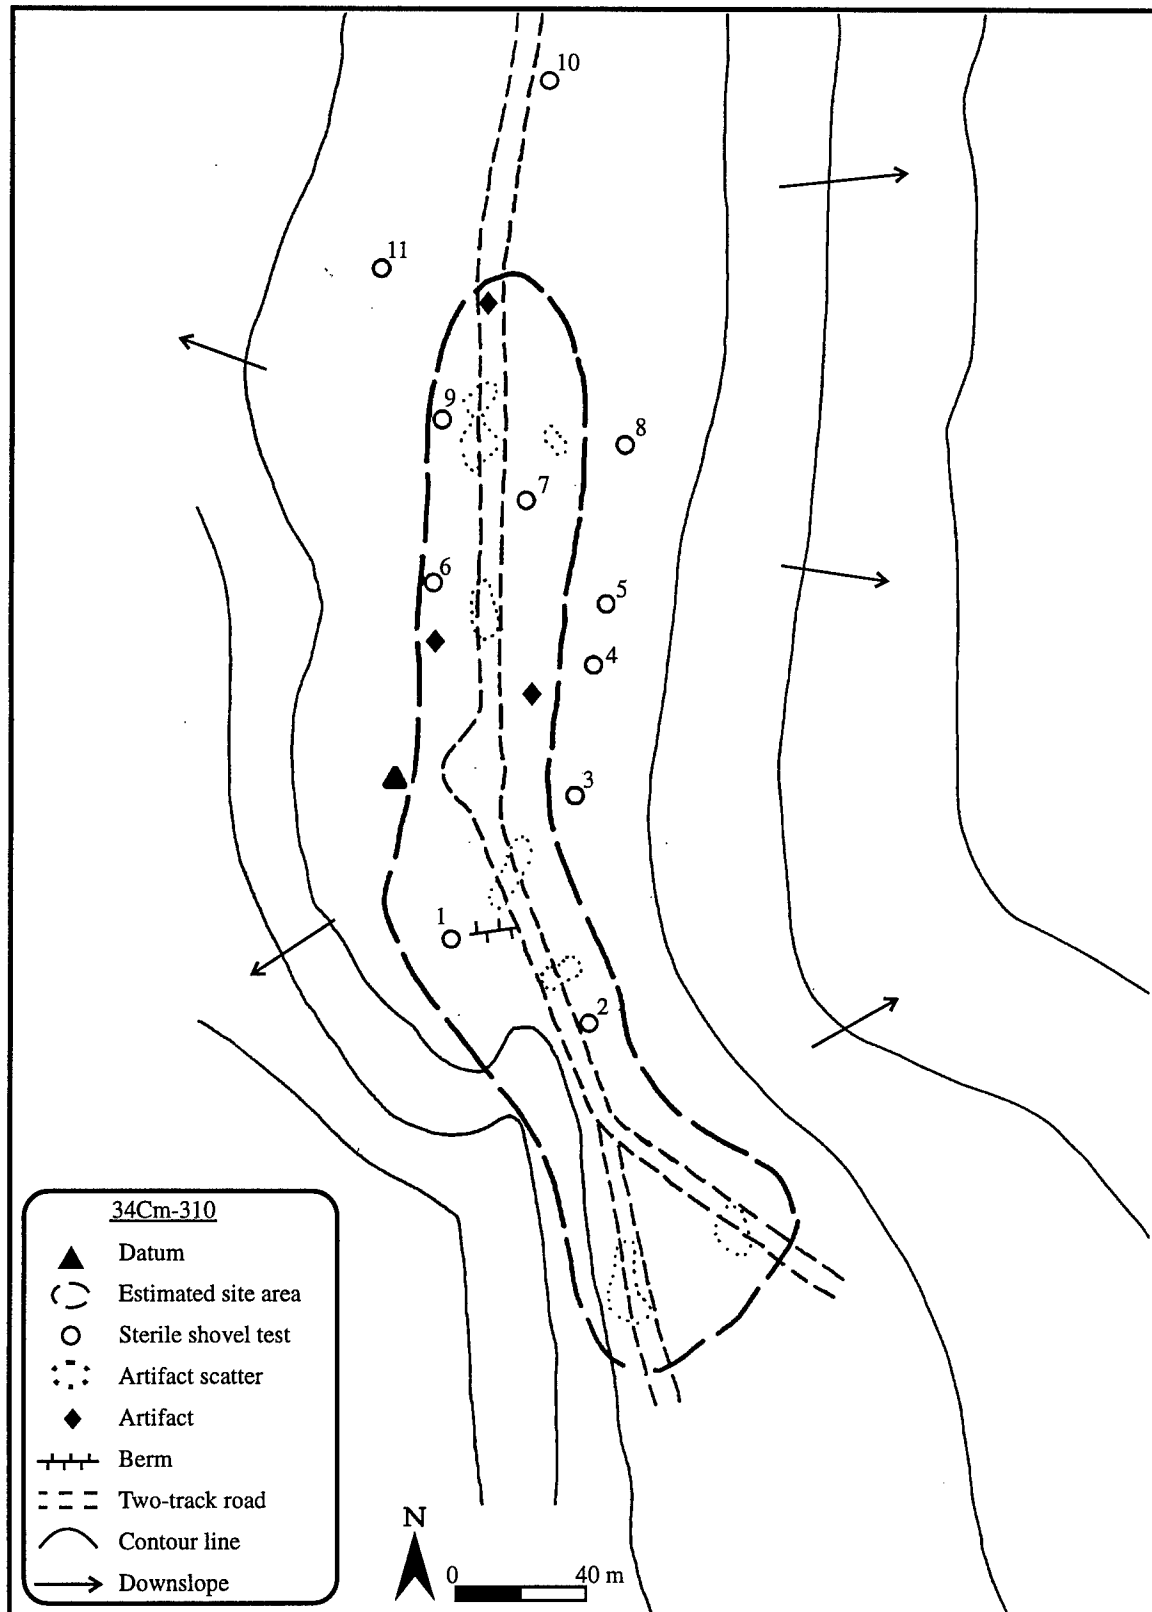 10
11
9
8
7
6
5
4
3
1
2
34Cm-310
Datum
Estimated site area
Sterile shovel test
Artifact scatter
Artifact
Berm
Two-track road
Contour line
Downslope
N
0 40 m